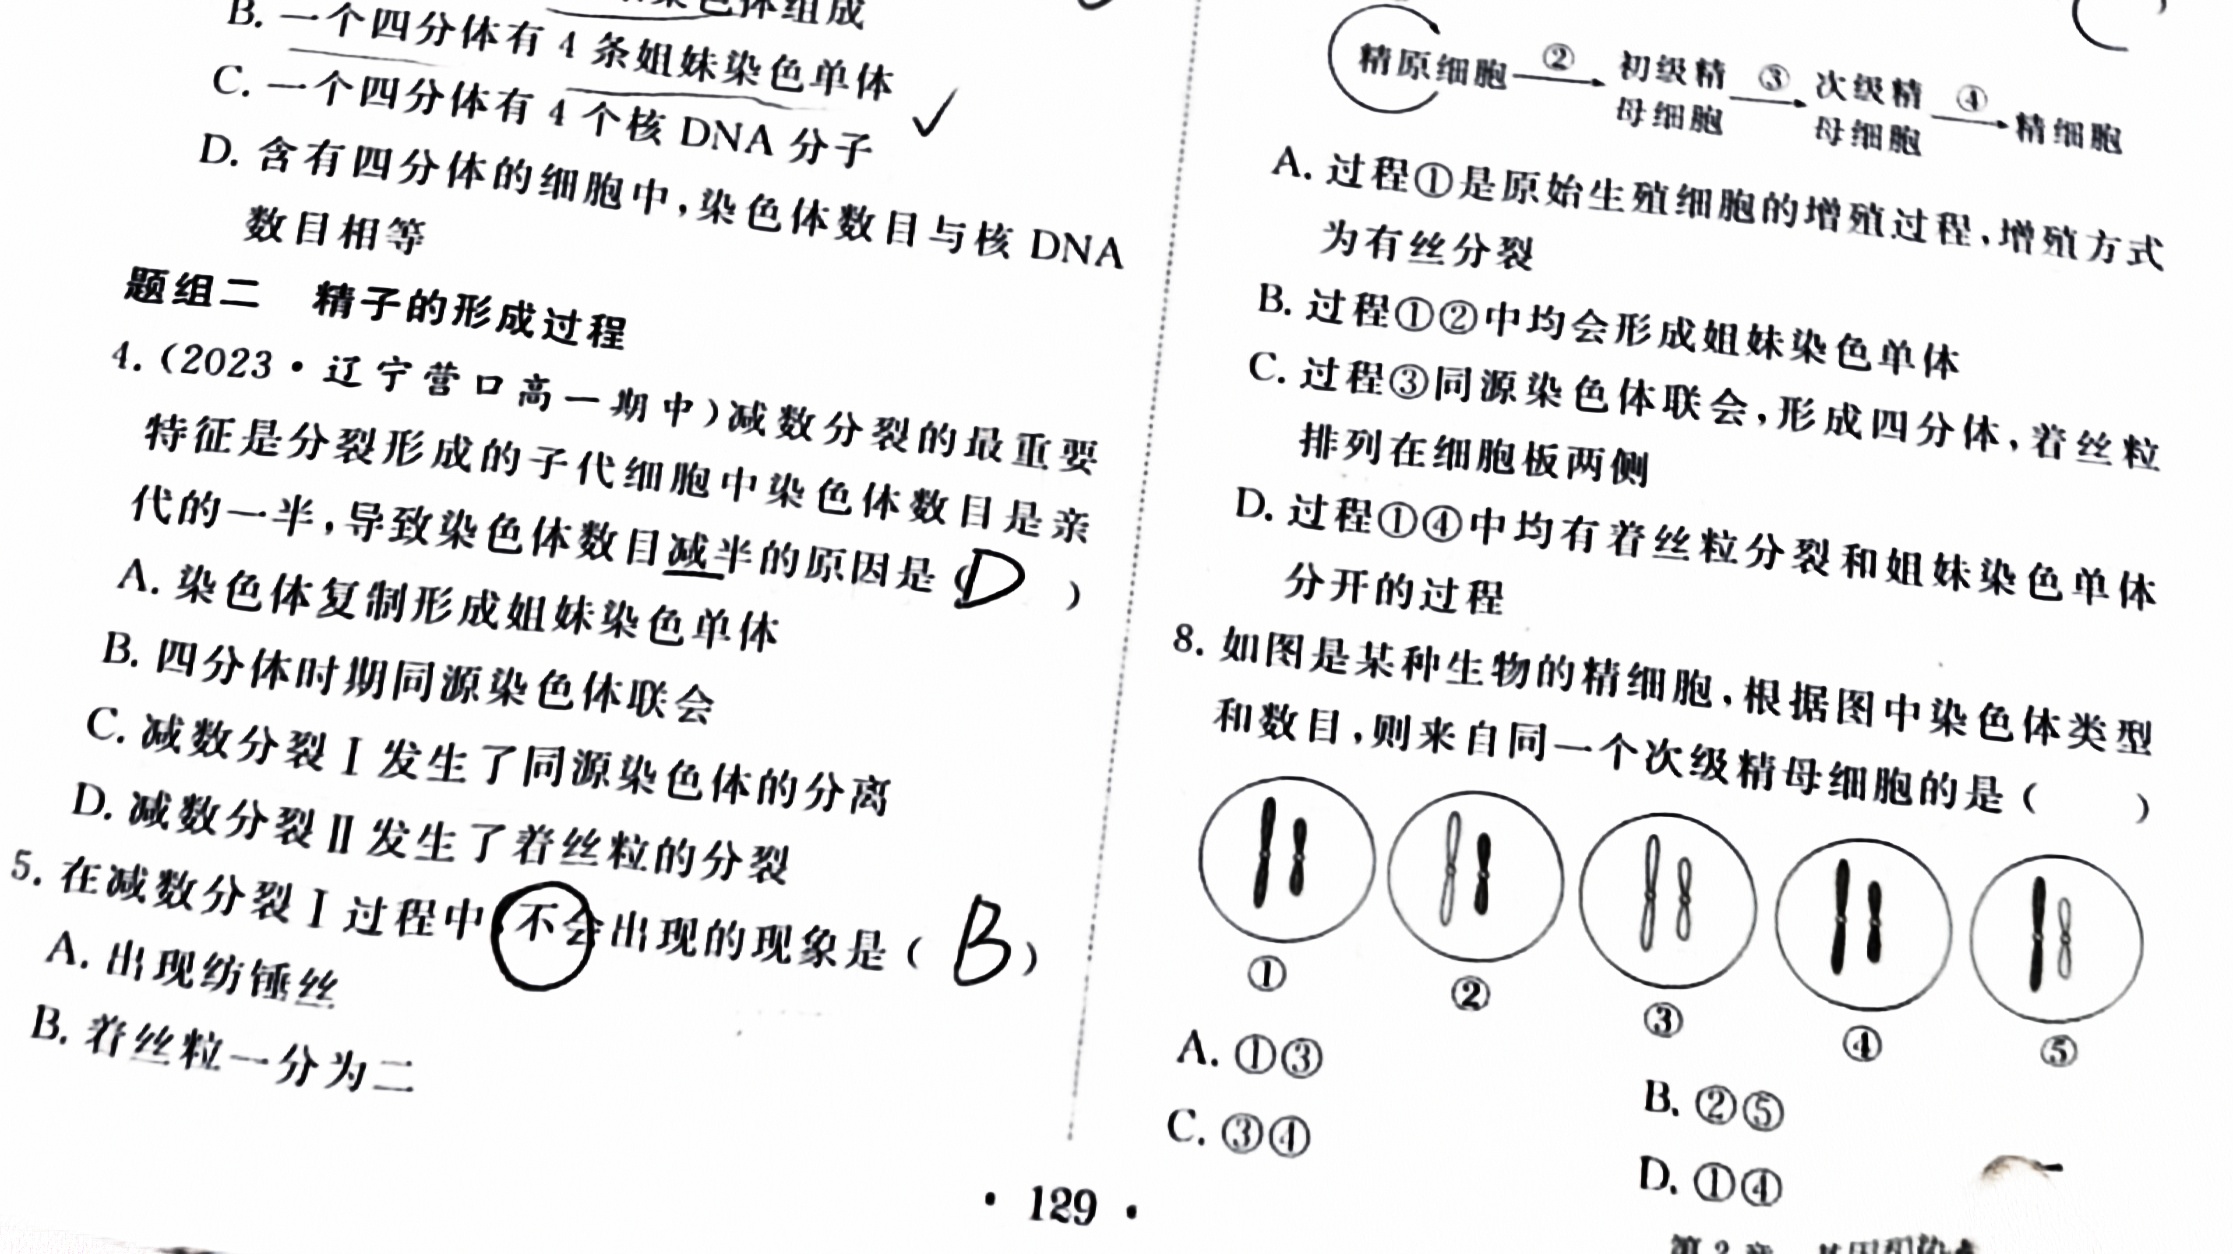 染色体组成
B. 一个四分体有 4 条姐妹染色单体
C. 一个四分体有 4 个核 DNA 分子 ✓
D. 含有四分体的细胞中,染色体数目与核 DNA
数目相等
题组二 精子的形成过程
4. (2023·辽宁营口高一期中)减数分裂的最重要
特征是分裂形成的子代细胞中染色体数目是亲
代的一半,导致染色体数目减半的原因是( D )
A. 染色体复制形成姐妹染色单体
B. 四分体时期同源染色体联会
C. 减数分裂Ⅰ发生了同源染色体的分离
D. 减数分裂Ⅱ发生了着丝粒的分裂
5. 在减数分裂Ⅰ过程中不会出现的现象是( B )
A. 出现纺锤丝
B. 着丝粒一分为二
精原细胞 ② 初级精母细胞 ③ 次级精母细胞 ④ 精细胞
A. 过程①是原始生殖细胞的增殖过程,增殖方式
为有丝分裂
B. 过程①②中均会形成姐妹染色单体
C. 过程③同源染色体联会,形成四分体,着丝粒
排列在细胞板两侧
D. 过程①④中均有着丝粒分裂和姐妹染色单体
分开的过程
8. 如图是某种生物的精细胞,根据图中染色体类型
和数目,则来自同一个次级精母细胞的是( )
① ② ③ ④ ⑤
A. ①③
B. ②⑤
C. ③④
D. ①④
· 129 ·